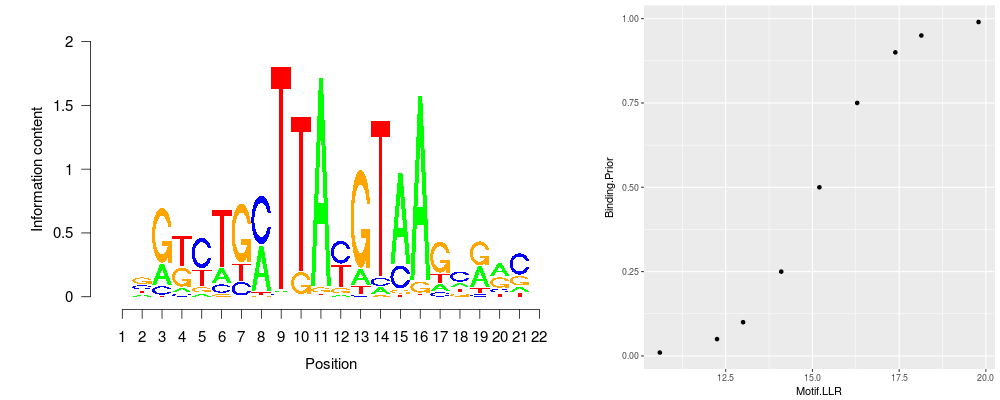 2
1.5
1
0.5
0
Information content
1 2 3 4 5 6 7 8 9 10 11 12 13 14 15 16 17 18 19 20 21 22
Position
G T C T G C T T A C G T A A G C G A C
A G T A T A G T A C C T A A G G
1.00
0.75
0.50
0.25
0.00
Binding.Prior
12.5 15.0 17.5 20.0
Motif.LLR